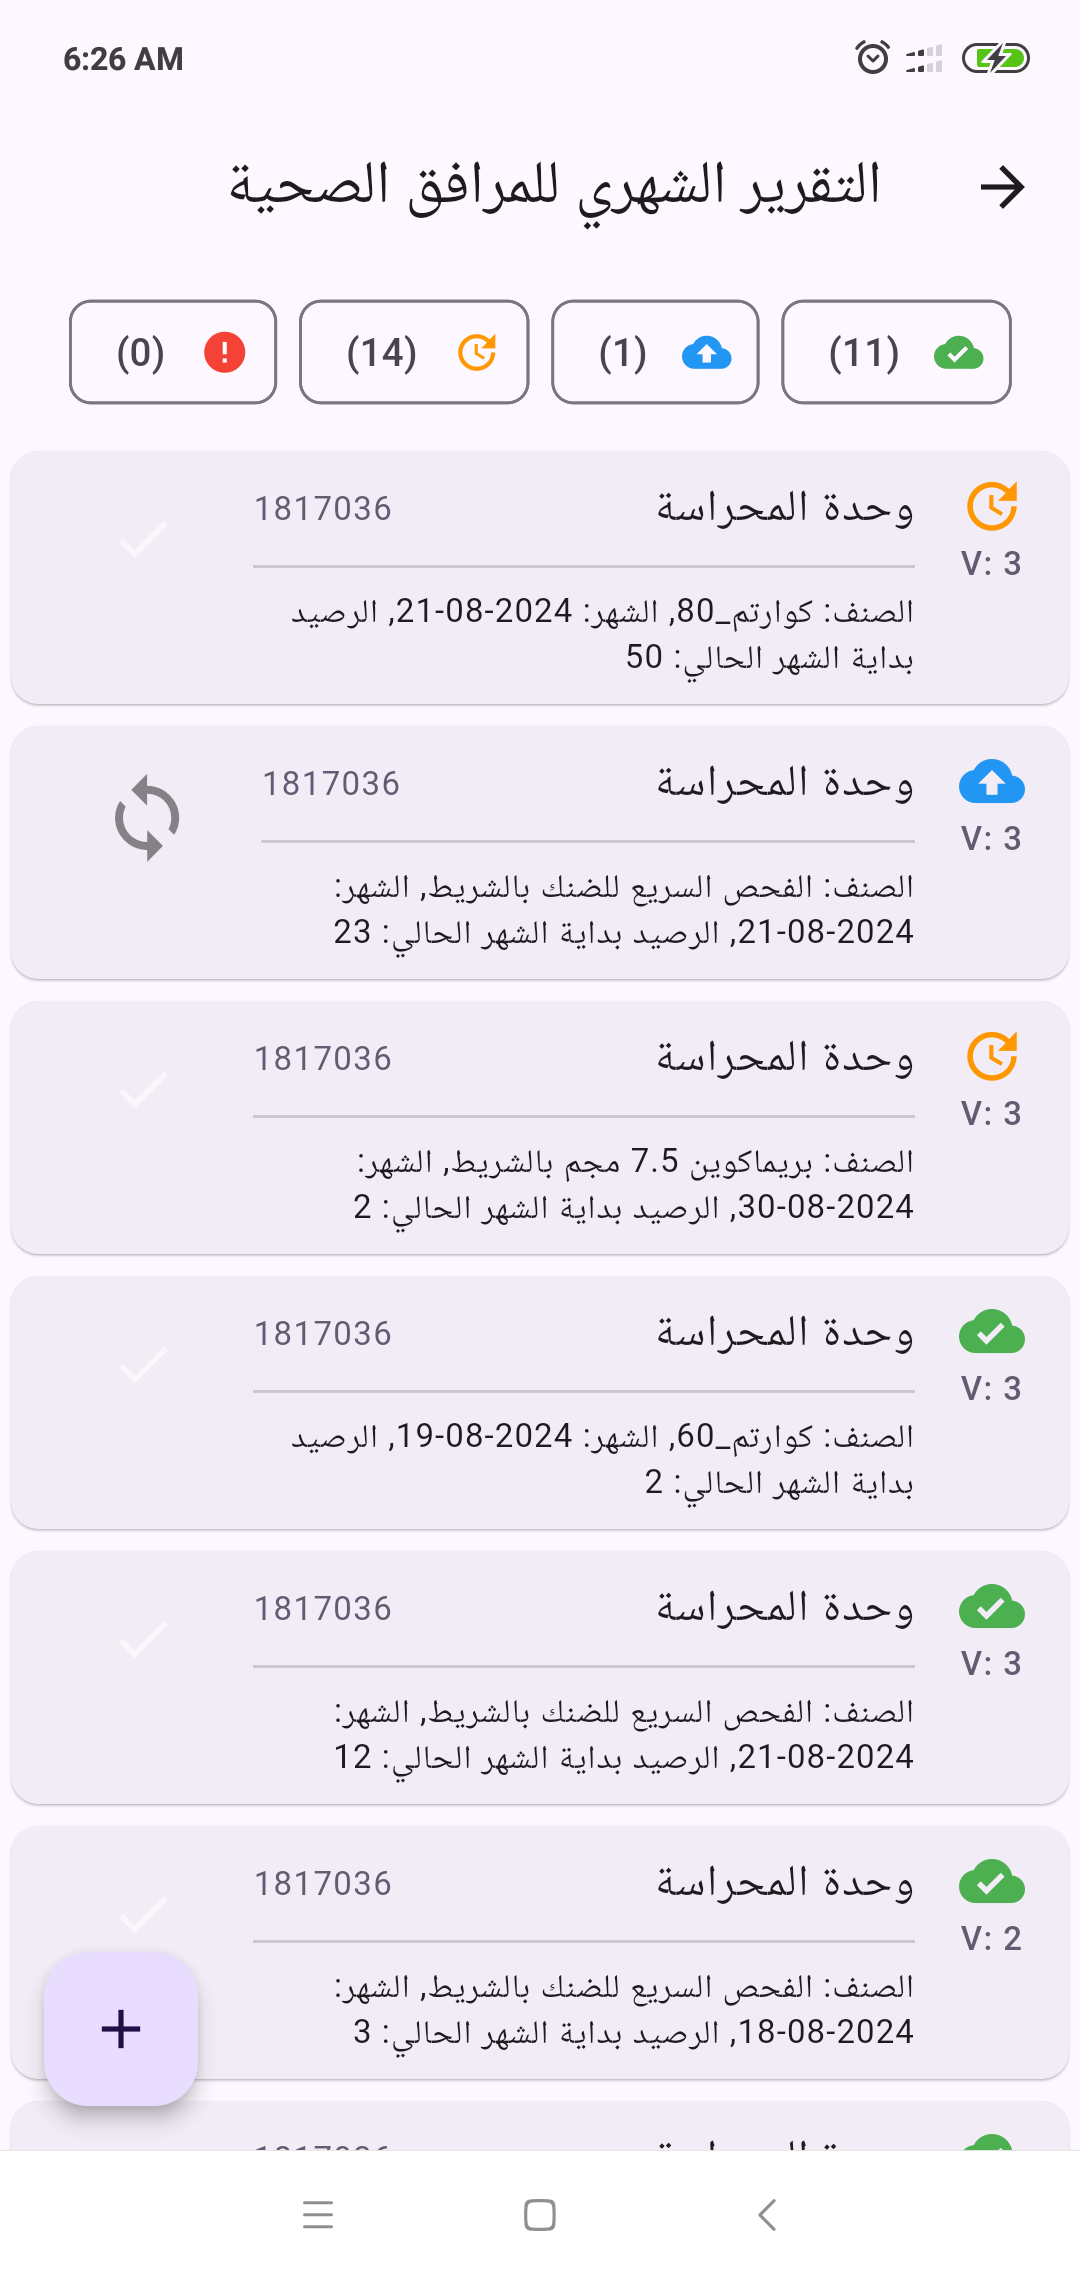 6:26 AM
التقرير الشهري للمرافق الصحية
(11)
(1)
(14)
(0)
وحدة المحراسة
1817036
V: 3
الصنف: كوارتم_80, الشهر: 2024-08-21, الرصيد
بداية الشهر الحالي: 50
وحدة المحراسة
1817036
V: 3
الصنف: الفحص السريع للضنك بالشريط, الشهر:
2024-08-21, الرصيد بداية الشهر الحالي: 23
وحدة المحراسة
1817036
V: 3
الصنف: بريماكوين 7.5 مجم بالشريط, الشهر:
2024-08-30, الرصيد بداية الشهر الحالي: 2
وحدة المحراسة
1817036
V: 3
الصنف: كوارتم_60, الشهر: 2024-08-19, الرصيد
بداية الشهر الحالي: 2
وحدة المحراسة
1817036
V: 3
الصنف: الفحص السريع للضنك بالشريط, الشهر:
2024-08-21, الرصيد بداية الشهر الحالي: 12
وحدة المحراسة
1817036
V: 2
الصنف: الفحص السريع للضنك بالشريط, الشهر:
2024-08-18, الرصيد بداية الشهر الحالي: 3